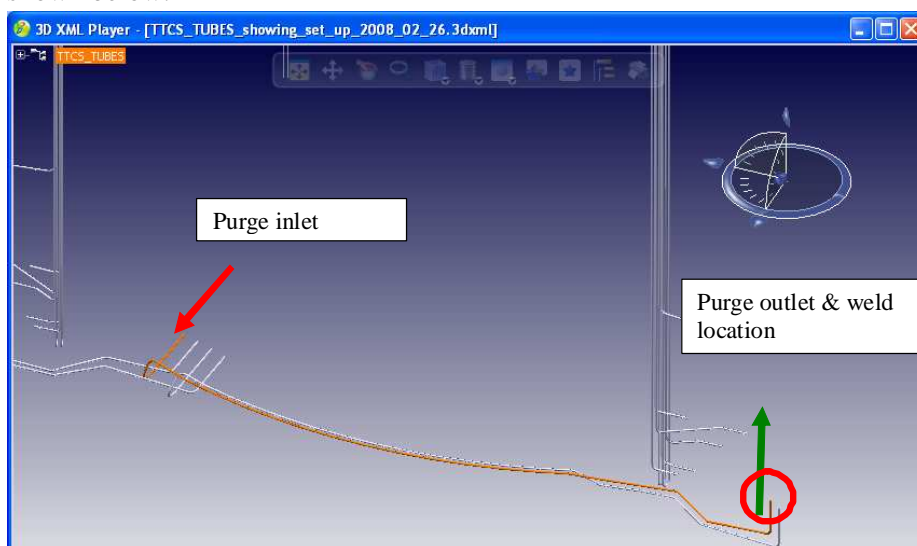 3D XML Player - [TTCS_TUBES_showing_set_up_2008_02_26.3dxml]
TTCS_TUBES
Purge inlet
Purge outlet & weld
location